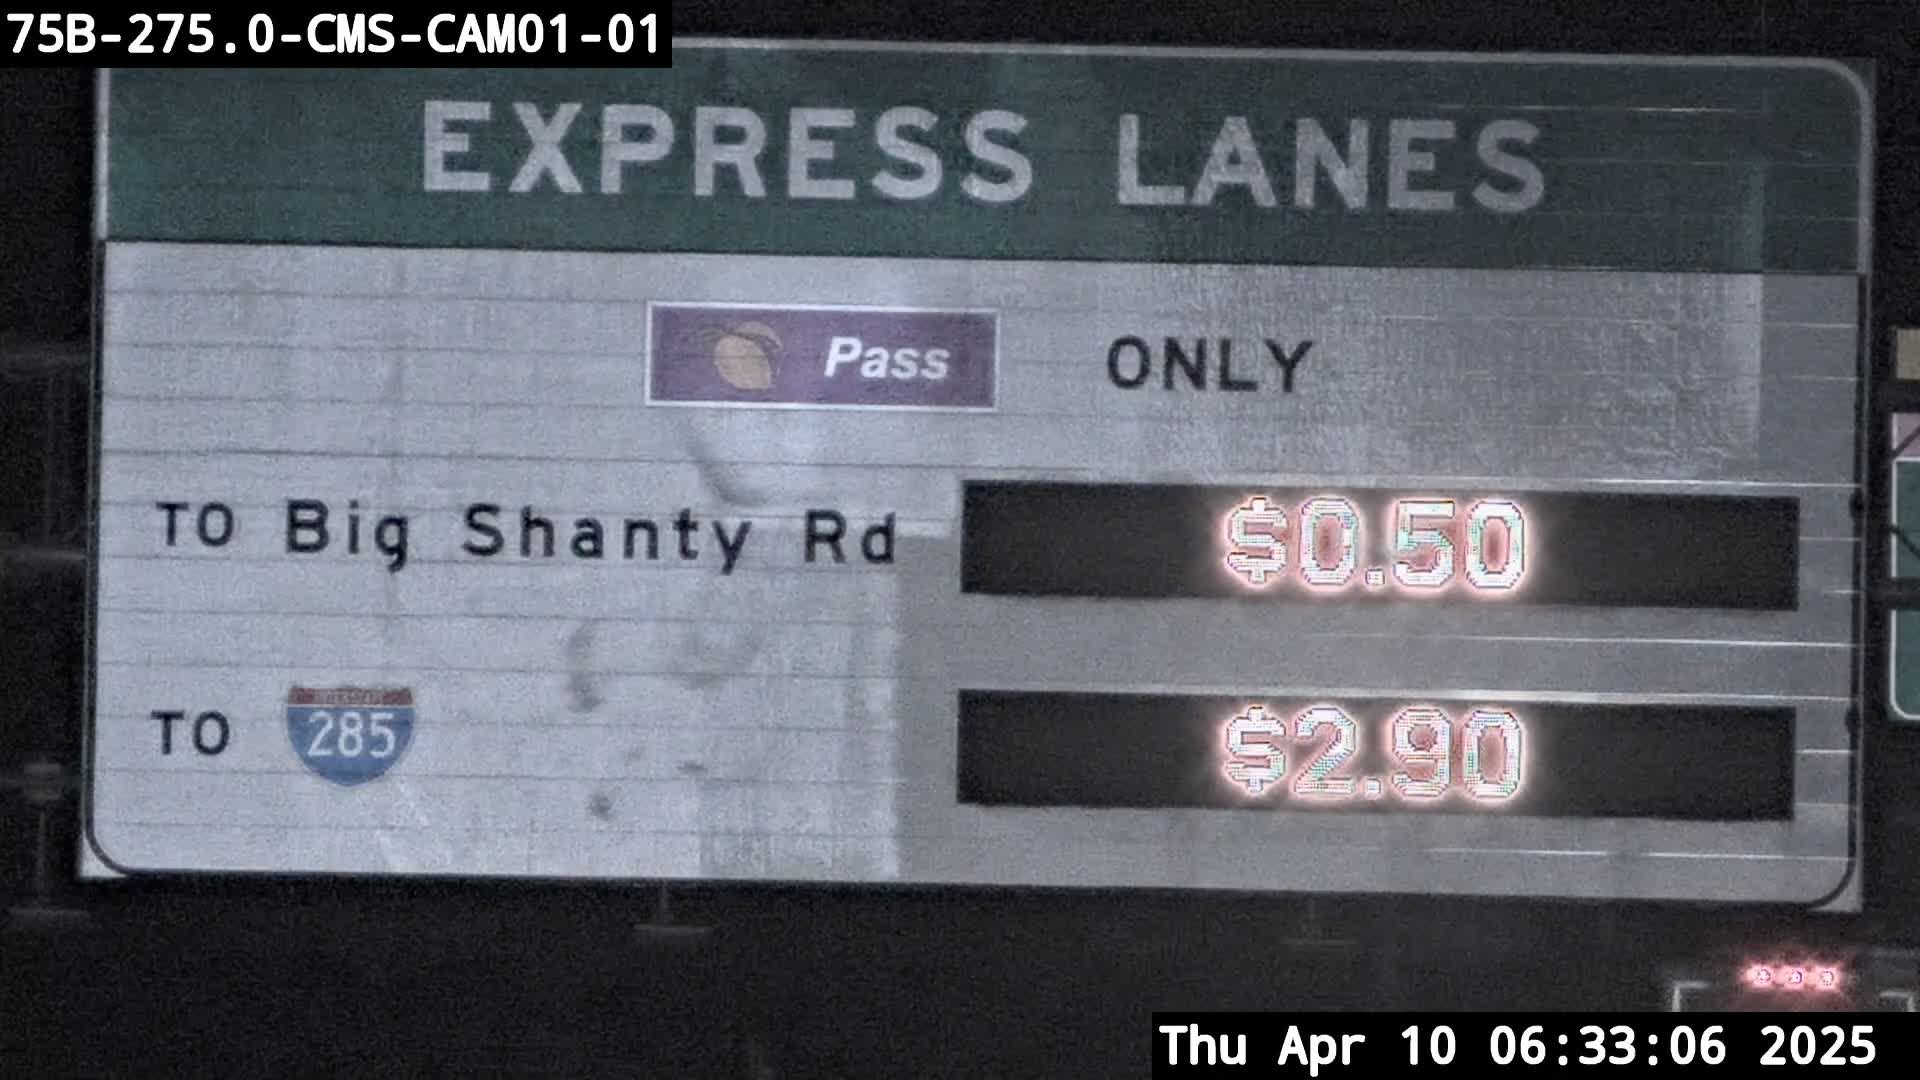 75B-275.0-CMS-CAM01-01
EXPRESS LANES
Pass ONLY
TO Big Shanty Rd $0.50
TO 285 $2.90
Thu Apr 10 06:33:06 2025